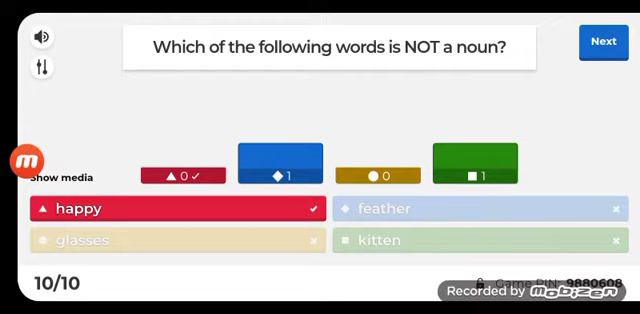 Which of the following words is NOT a noun?
Next
m
Show media
0
1
0
1
happy
feather
glasses
kitten
10/10
Game PIN: 9880608
Recorded by MOBIZEN